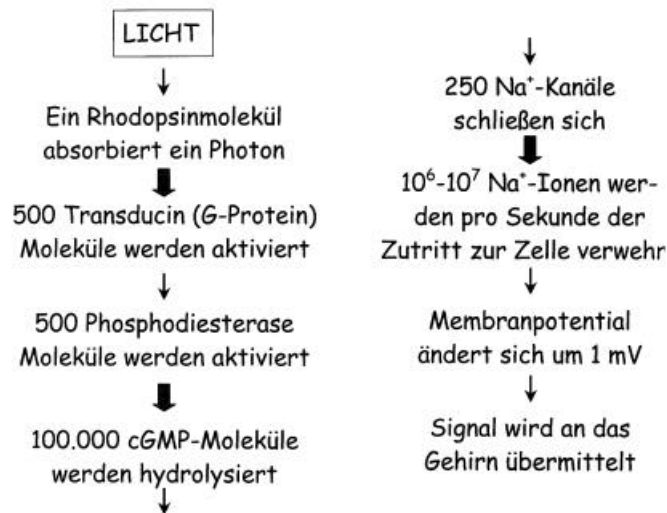 LICHT
Ein Rhodopsinmolekül
absorbiert ein Photon
500 Transducin (G-Protein)
Moleküle werden aktiviert
500 Phosphodiesterase
Moleküle werden aktiviert
100.000 cGMP-Moleküle
werden hydrolysiert
250 Na⁺-Kanäle
schließen sich
10⁶-10⁷ Na⁺-Ionen wer-
den pro Sekunde der
Zutritt zur Zelle verwehr
Membranpotential
ändert sich um 1 mV
Signal wird an das
Gehirn übermittelt